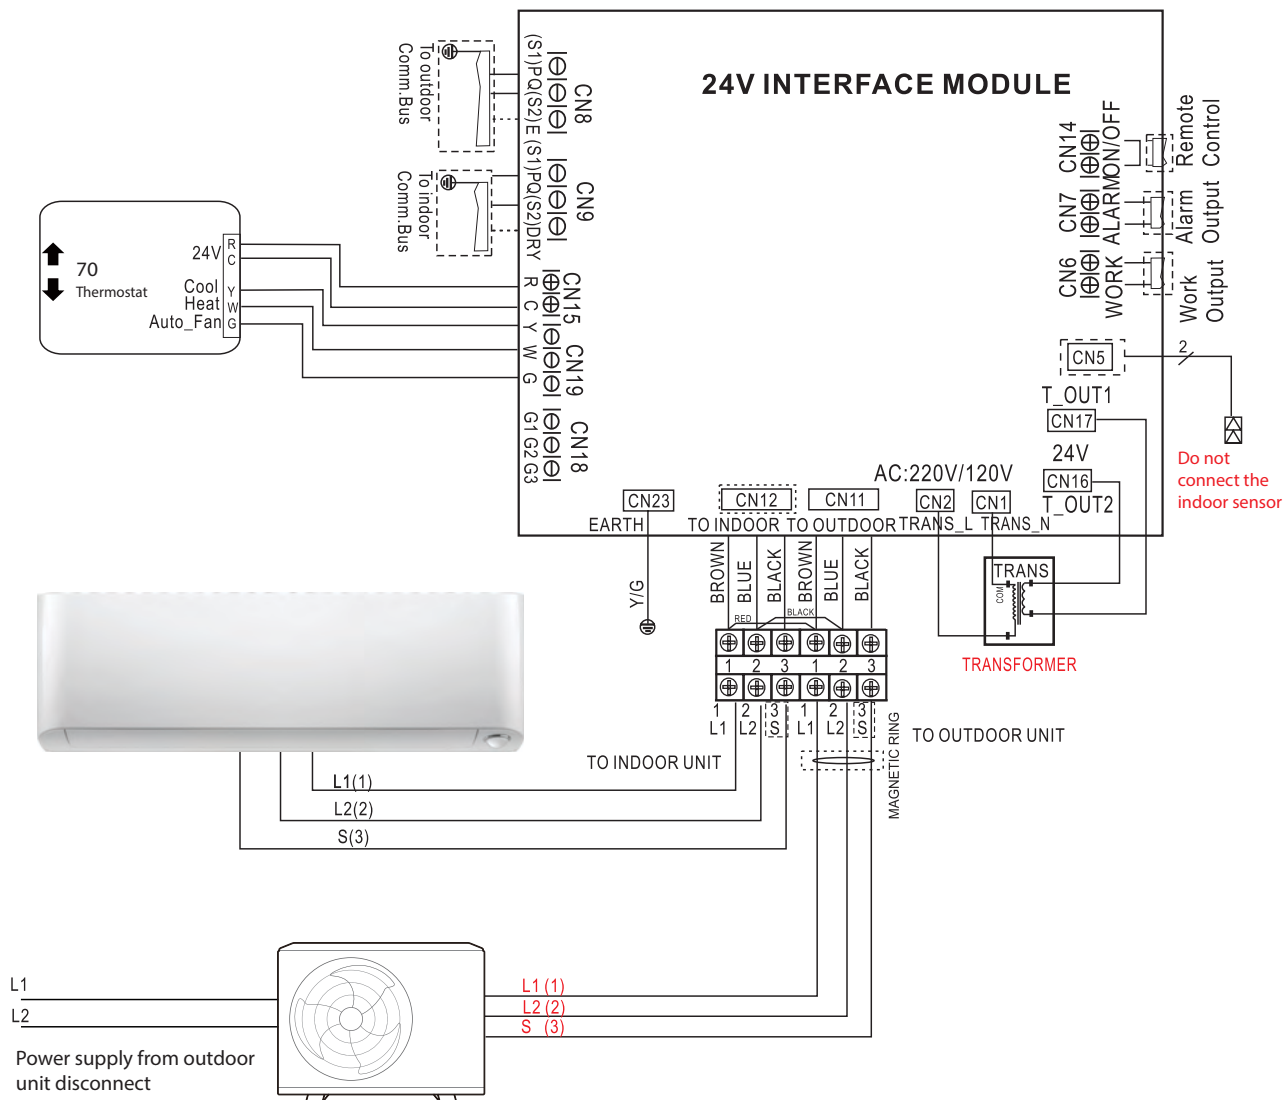 24V INTERFACE MODULE
To outdoor
Comm.Bus
(S1)PQ(S2)E
CN8
To indoor
Comm.Bus
(S1)PQ(S2)DRY
CN9
70
Thermostat
24V
Cool
Heat
Auto_Fan
R
C
Y
W
G
R
C
Y
W
G
CN15
CN19
G1 G2 G3
CN18
CN14
ON/OFF
Remote
Control
CN7
ALARM
Alarm
Output
CN6
WORK
Work
Output
CN5
2
T_OUT1
CN17
24V
CN16
T_OUT2
Do not
connect the
indoor sensor
AC:220V/120V
CN23
CN12
CN11
CN2
CN1
EARTH
TO INDOOR
TO OUTDOOR
TRANS_L
TRANS_N
Y/G
BROWN
BLUE
BLACK
BROWN
BLUE
BLACK
RED
BLACK
TRANS
COM
TRANSFORMER
1 2 3 1 2 3
1 2 3 1 2 3
L1 L2 S L1 L2 S
MAGNETIC RING
TO INDOOR UNIT
TO OUTDOOR UNIT
L1(1)
L2(2)
S(3)
L1 (1)
L2 (2)
S (3)
L1
L2
Power supply from outdoor
unit disconnect